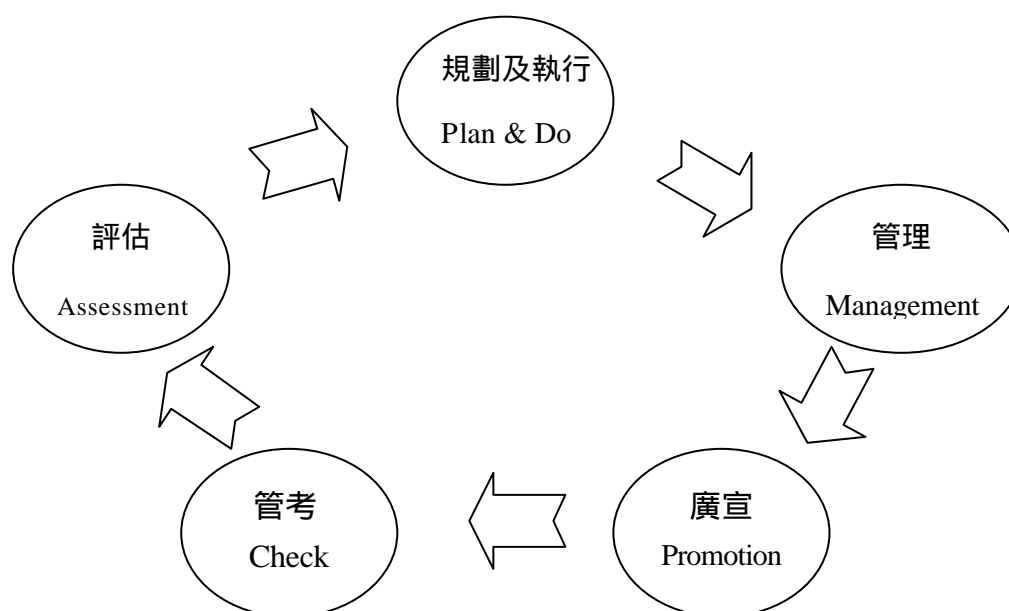 規劃及執行
Plan & Do
管理
Management
廣宣
Promotion
管考
Check
評估
Assessment